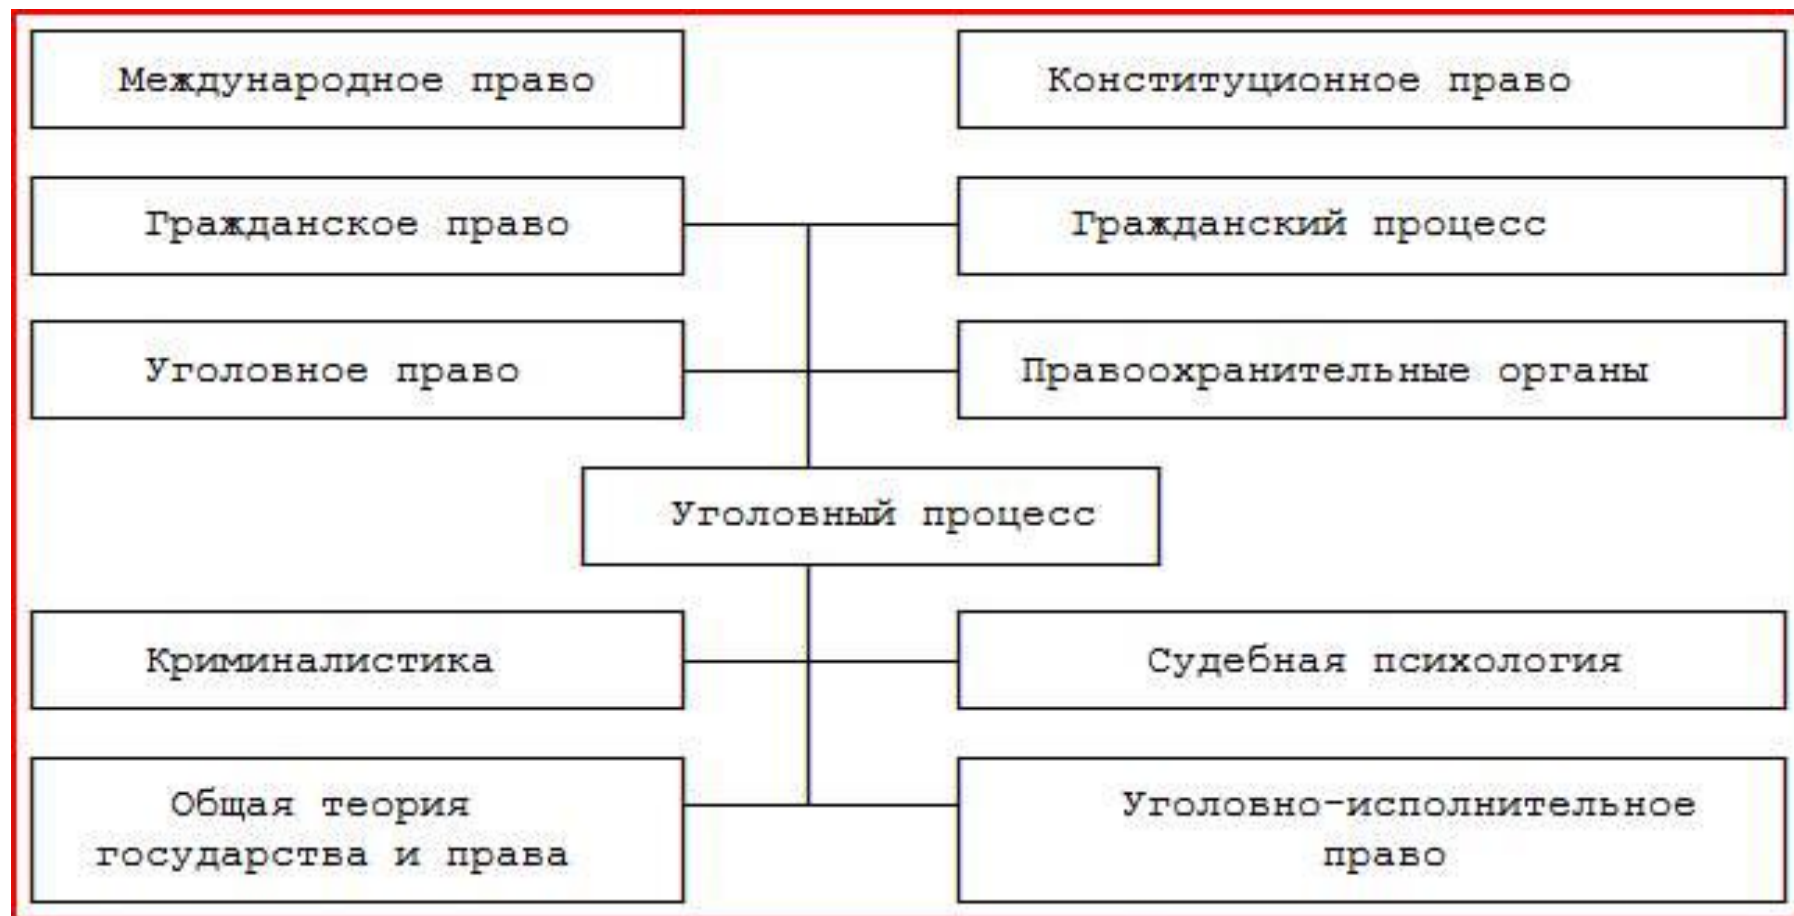 Международное право
Конституционное право
Гражданское право
Гражданский процесс
Уголовное право
Правоохранительные органы
Уголовный процесс
Криминалистика
Судебная психология
Общая теория
государства и права
Уголовно-исполнительное
право